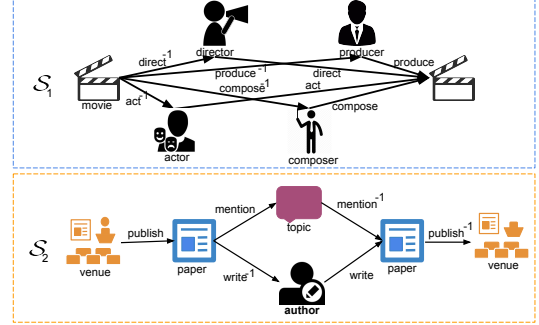 director
producer
direct-1
produce-1
direct
produce
S1
movie
act-1
compose-1
act
compose
actor
composer
mention
topic
mention-1
S2
publish
publish-1
venue
paper
paper
venue
write-1
write
author